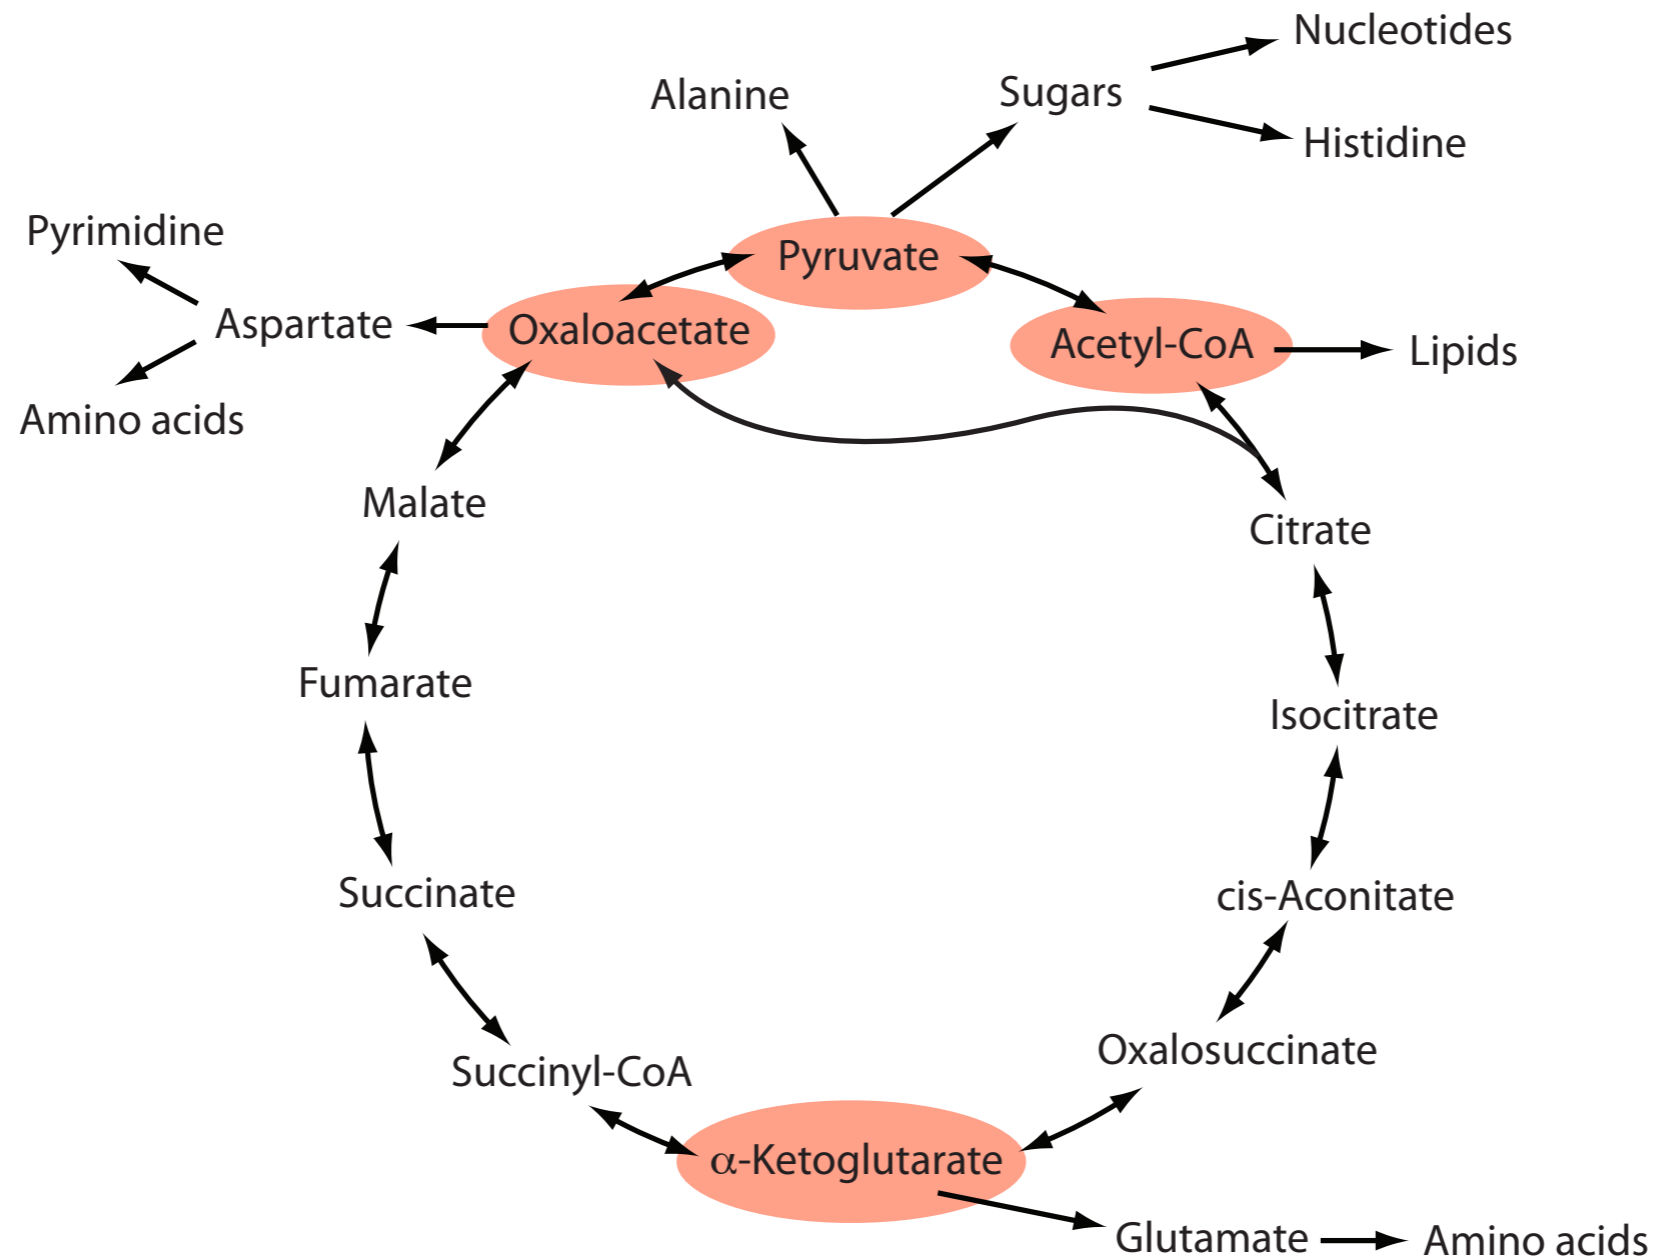 Nucleotides
Alanine
Sugars
Histidine
Pyrimidine
Pyruvate
Aspartate
Oxaloacetate
Acetyl-CoA
Lipids
Amino acids
Malate
Citrate
Fumarate
Isocitrate
Succinate
cis-Aconitate
Oxalosuccinate
Succinyl-CoA
α-Ketoglutarate
Glutamate
Amino acids